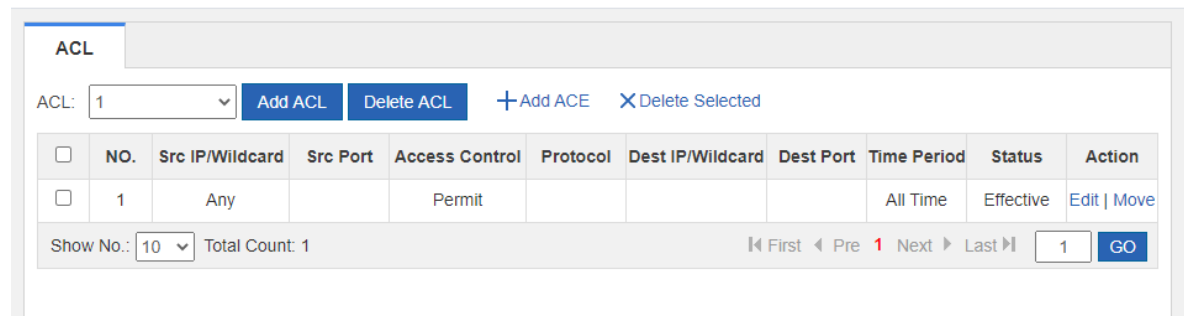 ACL
ACL: 1 Add ACL Delete ACL Add ACE Delete Selected
NO. Src IP/Wildcard Src Port Access Control Protocol Dest IP/Wildcard Dest Port Time Period Status Action
1 Any Permit All Time Effective Edit | Move
Show No.: 10 Total Count: 1 First Pre 1 Next Last 1 GO